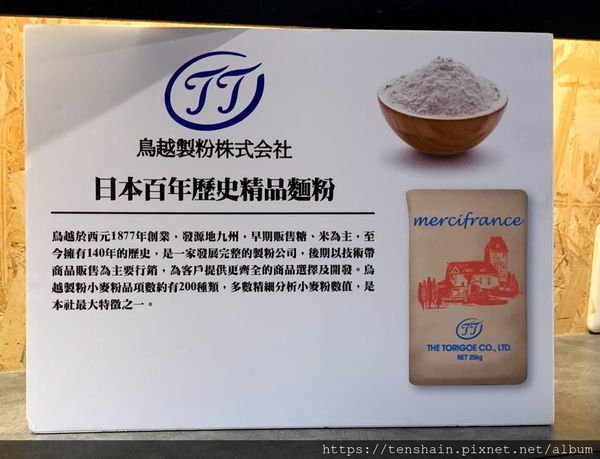 TT
鳥越製粉株式会社
日本百年歷史精品麵粉
鳥越於西元1877年創業，發源地九州，早期販售糖、米為主，至
今擁有140年的歷史，是一家發展完整的製粉公司，後期以技術帶
商品販售為主要行銷，為客戶提供更齊全的商品選擇及開發。鳥
越製粉小麥粉品項數約有200種類，多數精細分析小麥粉數值，是
本社最大特徵之一。
mercifrance
TT
THE TORIGOE CO., LTD.
NET 25kg
https://tenshain.pixnet.net/album